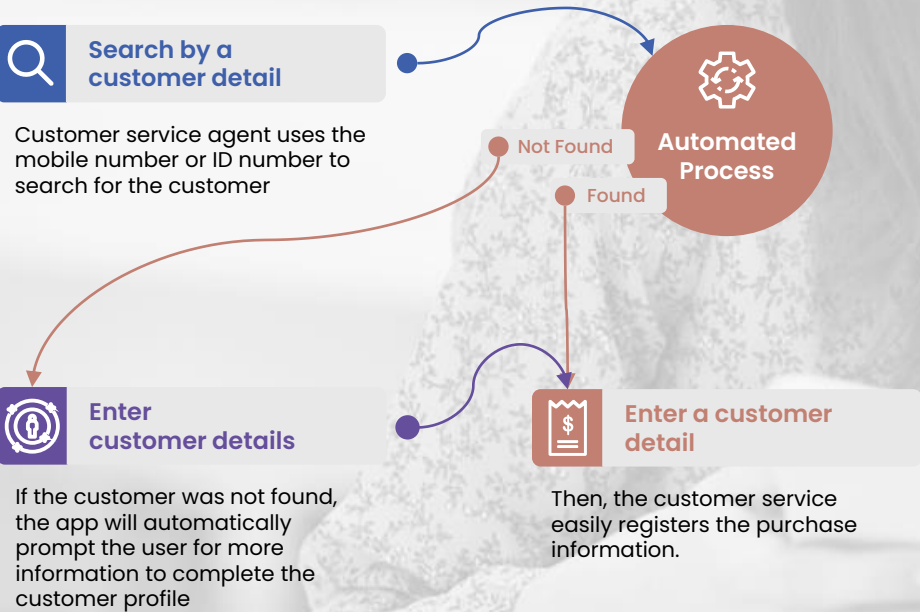 Search by a
customer detail
Customer service agent uses the
mobile number or ID number to
search for the customer
Automated
Process
Not Found
Found
Enter
customer details
If the customer was not found,
the app will automatically
prompt the user for more
information to complete the
customer profile
$
Enter a customer
detail
Then, the customer service
easily registers the purchase
information.